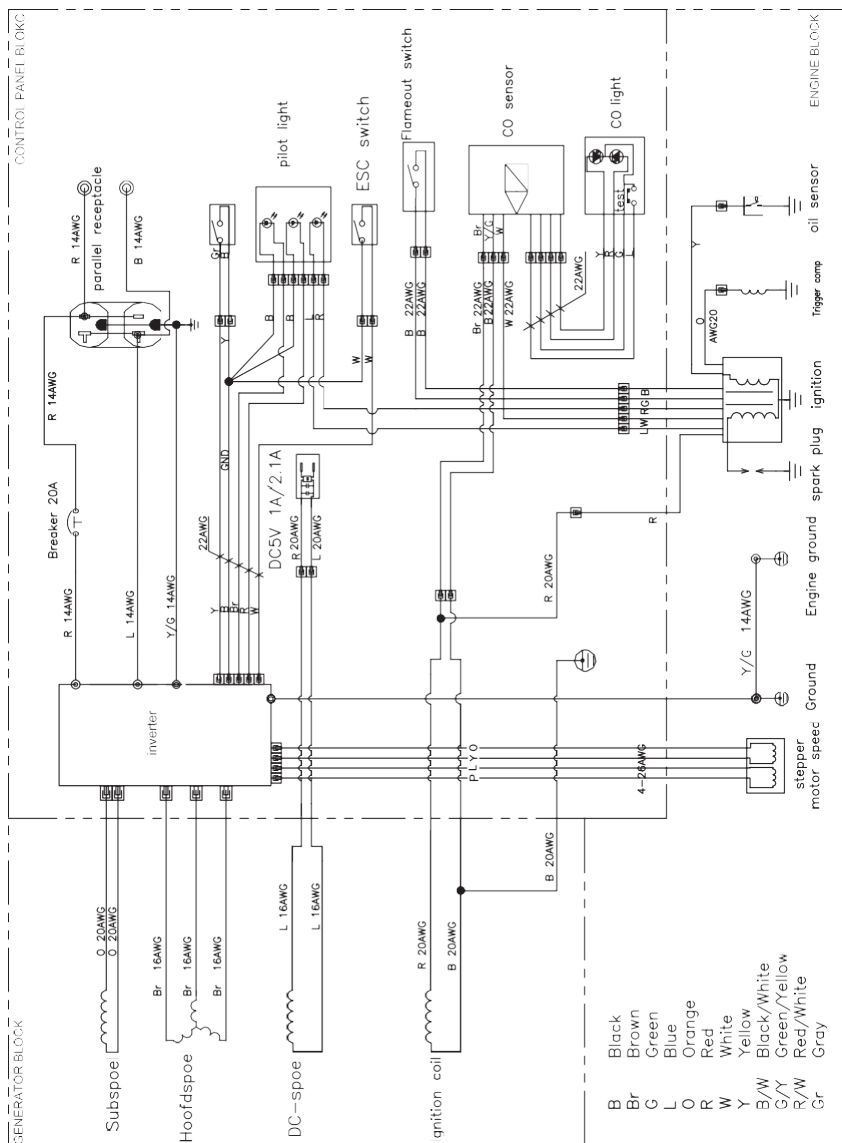 CONTROL PANEL BLOKC
ENGINE BLOCK
GENERATOR BLOCK
R 14AWG
B 14AWG
parallel receptacle
R 14AWG
Breaker 20A
R 14AWG
L 14AWG
Y/G 14AWG
inverter
Gr
B
Y
GND
22AWG
Y
B
Br
R
W
pilot light
B
R
L
R
ESC switch
W
W
DC5V 1A/2.1A
R 20AWG
L 20AWG
Flameout switch
B 22AWG
B 22AWG
CO sensor
Br
Y/G
W
Br 22AWG
B 22AWG
W 22AWG
22AWG
CO light
test
Y
R
G
L
L W R G B
R 20AWG
R
Y
O
AWG20
oil sensor
Trigger comp
ignition
spark plug
Engine ground
Y/G 14AWG
Ground
stepper
motor speed
4-26AWG
P L Y O
Subspoel
O 20AWG
O 20AWG
Hoofdspoe
Br 16AWG
Br 16AWG
Br 16AWG
DC-spoe
L 16AWG
L 16AWG
ignition coil
R 20AWG
B 20AWG
B 20AWG
B Black
Br Brown
G Green
L Blue
O Orange
R Red
W White
Y Yellow
B/W Black/White
G/Y Green/Yellow
R/W Red/White
Gr Gray